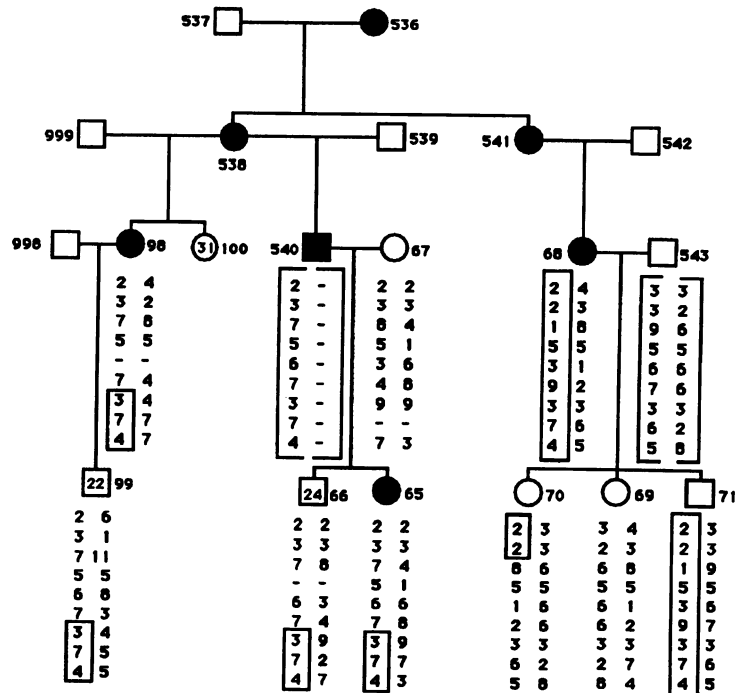 537 536
999 538 539 541 542
998 98 31 100 540 67 68 543
2 4 2 - 2 2 2 4 3 3
3 2 3 - 3 3 2 3 3 2
7 8 7 - 8 4 1 8 9 6
5 5 5 - 5 1 5 5 5 5
- - 6 - 3 6 3 1 6 6
7 4 7 - 4 8 9 2 7 6
3 4 3 - 9 9 3 3 3 3
7 7 7 - - - 7 6 6 2
4 7 4 - 7 3 4 5 5 8
22 99 24 66 65 70 69 71
2 6 2 2 2 2 2 3 3 4 2 3
3 1 3 3 3 3 2 3 2 3 2 3
7 11 7 8 7 4 8 6 6 8 1 9
5 5 - - 5 1 5 5 5 5 5 5
6 8 6 3 6 6 1 6 6 1 3 6
7 3 7 4 7 8 2 6 6 2 9 7
3 4 3 9 3 9 3 3 3 3 3 3
7 5 7 2 7 7 6 2 2 7 7 6
4 5 4 7 4 3 5 8 8 4 4 5